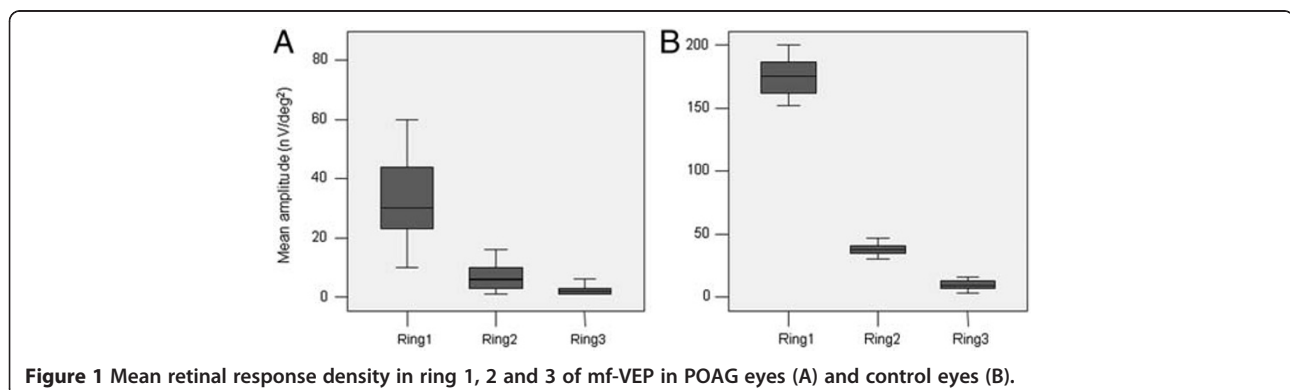 A
B
Mean amplitude (nV/deg²)
80
60
40
20
0
Ring1 Ring2 Ring3
200
150
100
50
0
Ring1 Ring2 Ring3
Figure 1 Mean retinal response density in ring 1, 2 and 3 of mf-VEP in POAG eyes (A) and control eyes (B).